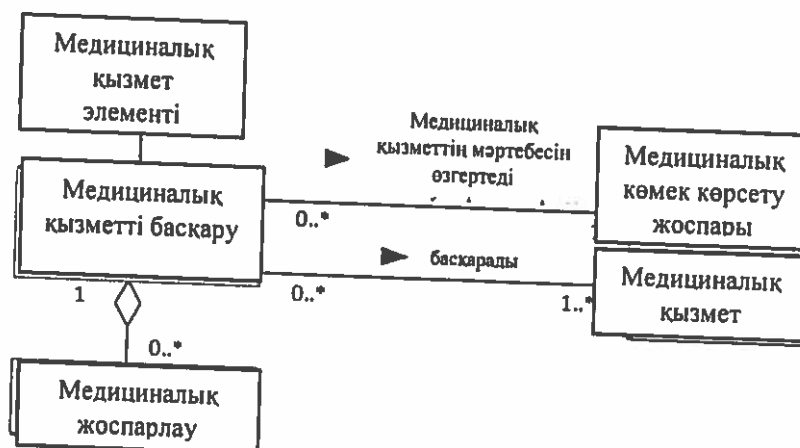 Медициналық
қызмет
элементі
Медициналық
қызметтің мәртебесін
өзгертеді
Медициналық
көмек көрсету
жоспары
Медициналық
қызметті басқару
0..*
басқарады
Медициналық
қызмет
1
0..*
1..*
0..*
Медициналық
жоспарлау